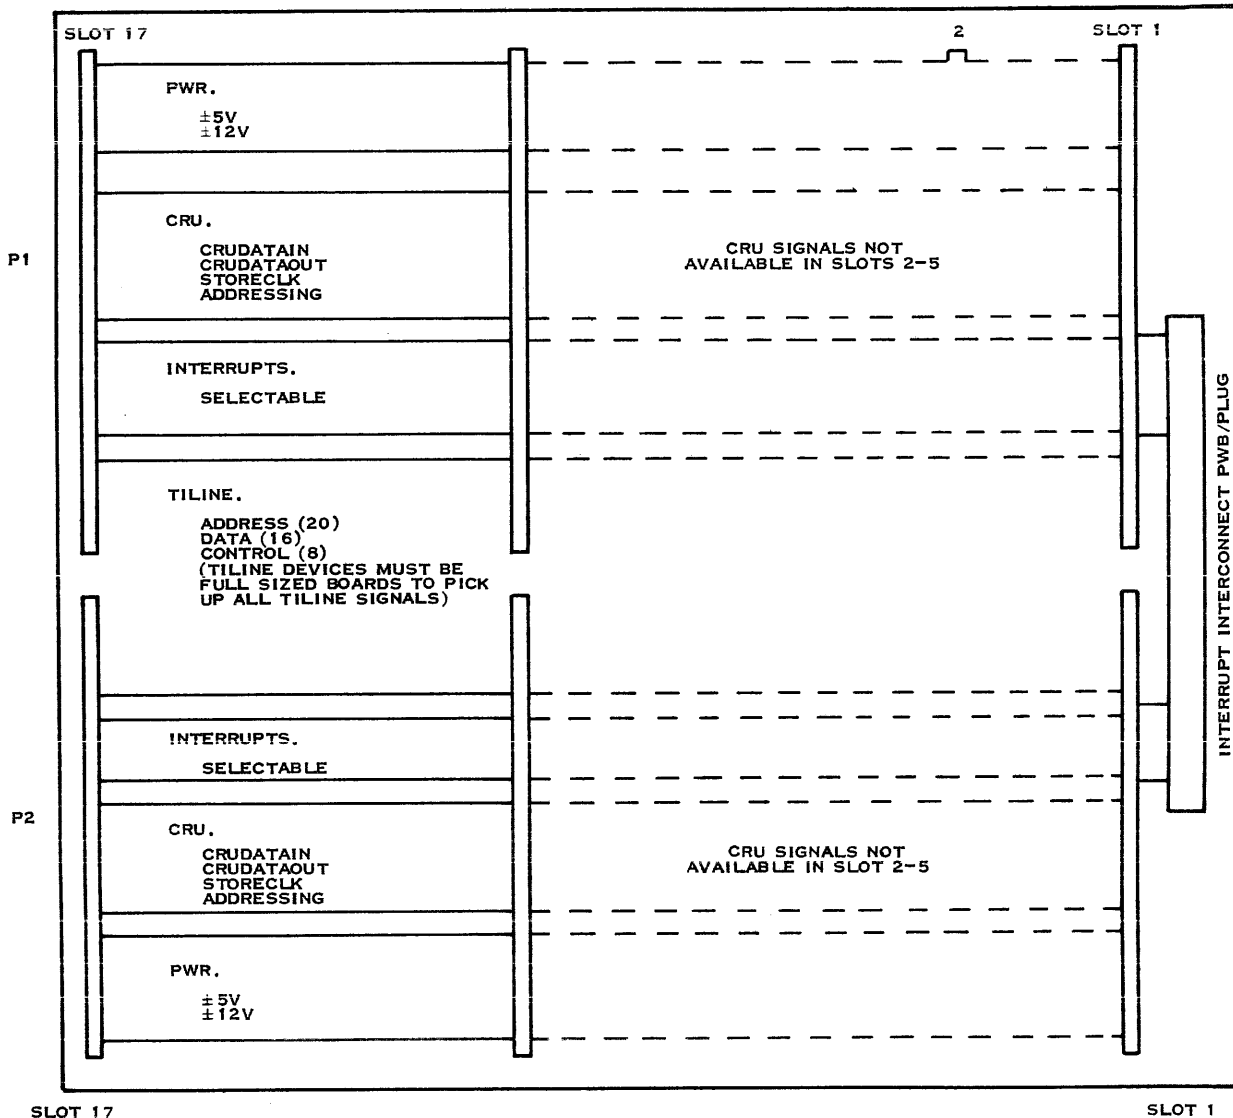 SLOT 17
2
SLOT 1
PWR.
±5V
±12V
P1
CRU.
CRUDATAIN
CRUDATAOUT
STORECLK
ADDRESSING
CRU SIGNALS NOT
AVAILABLE IN SLOTS 2-5
INTERRUPTS.
SELECTABLE
TILINE.
ADDRESS (20)
DATA (16)
CONTROL (8)
(TILINE DEVICES MUST BE
FULL SIZED BOARDS TO PICK
UP ALL TILINE SIGNALS)
INTERRUPT INTERCONNECT PWB/PLUG
INTERRUPTS.
SELECTABLE
P2
CRU.
CRUDATAIN
CRUDATAOUT
STORECLK
ADDRESSING
CRU SIGNALS NOT
AVAILABLE IN SLOT 2-5
PWR.
±5V
±12V
SLOT 17
SLOT 1